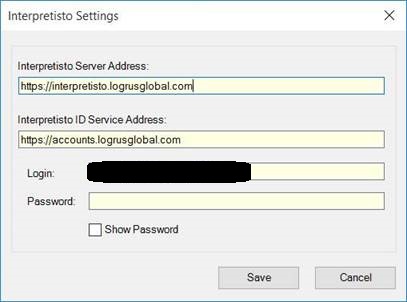 Interpretisto Settings
Interpretisto Server Address:
https://interpretisto.logrusglobal.com
Interpretisto ID Service Address:
https://accounts.logrusglobal.com
Login:
Password:
Show Password
Save Cancel